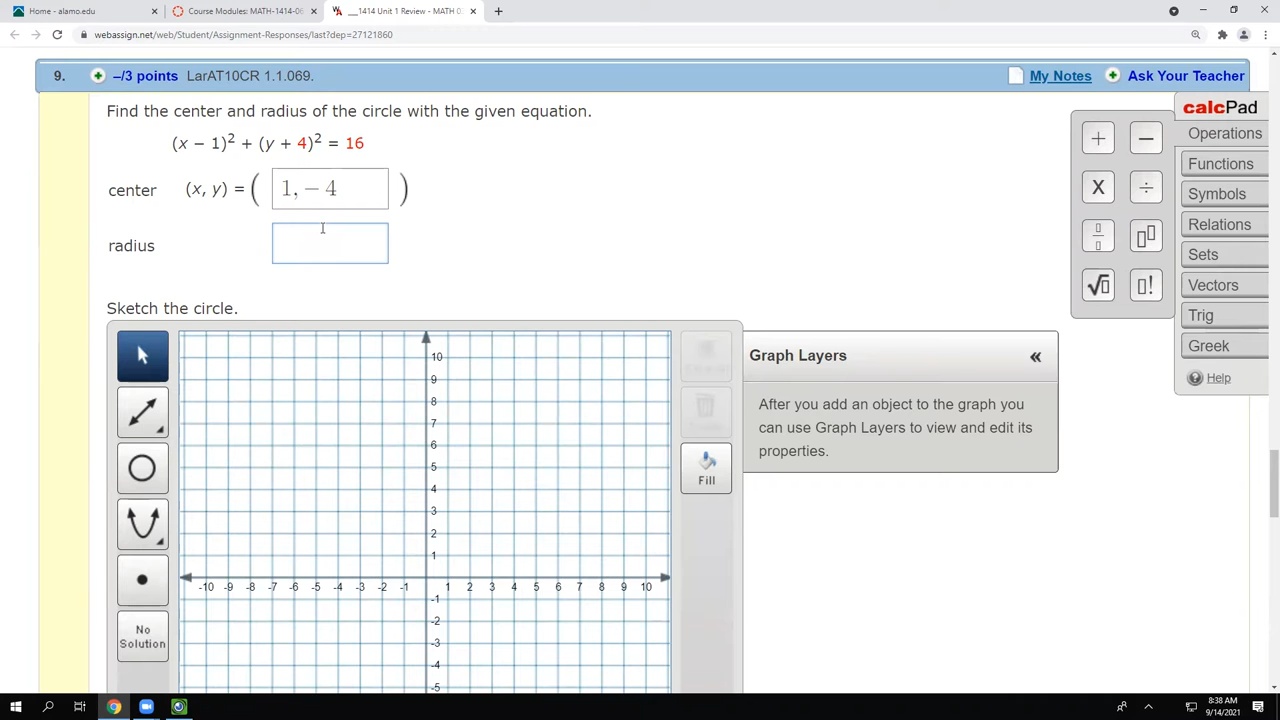 Home - alamo.edu
Course Modules: MATH-1414-06
__1414 Unit 1 Review - MATH 0
webassign.net/web/Student/Assignment-Responses/last?dep=27121860
9. –/3 points LarAT10CR 1.1.069. My Notes Ask Your Teacher
Find the center and radius of the circle with the given equation.
(x − 1)² + (y + 4)² = 16
center (x, y) = ( 1, − 4 )
radius
Sketch the circle.
calcPad
Operations
Functions
Symbols
Relations
Sets
Vectors
Trig
Greek
Help
+ −
X ÷
√▯ ▯!
Graph Layers «
After you add an object to the graph you
can use Graph Layers to view and edit its
properties.
Fill
No
Solution
10
9
8
7
6
5
4
3
2
1
-10 -9 -8 -7 -6 -5 -4 -3 -2 -1 1 2 3 4 5 6 7 8 9 10
-1
-2
-3
-4
-5
8:38 AM
9/14/2021